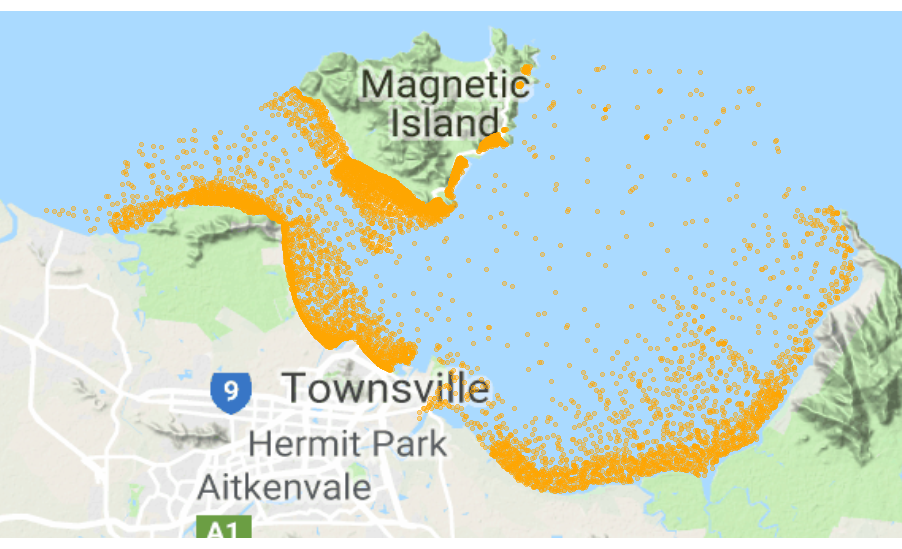 Magnetic
Island
9
Townsville
Hermit Park
Aitkenvale
A1